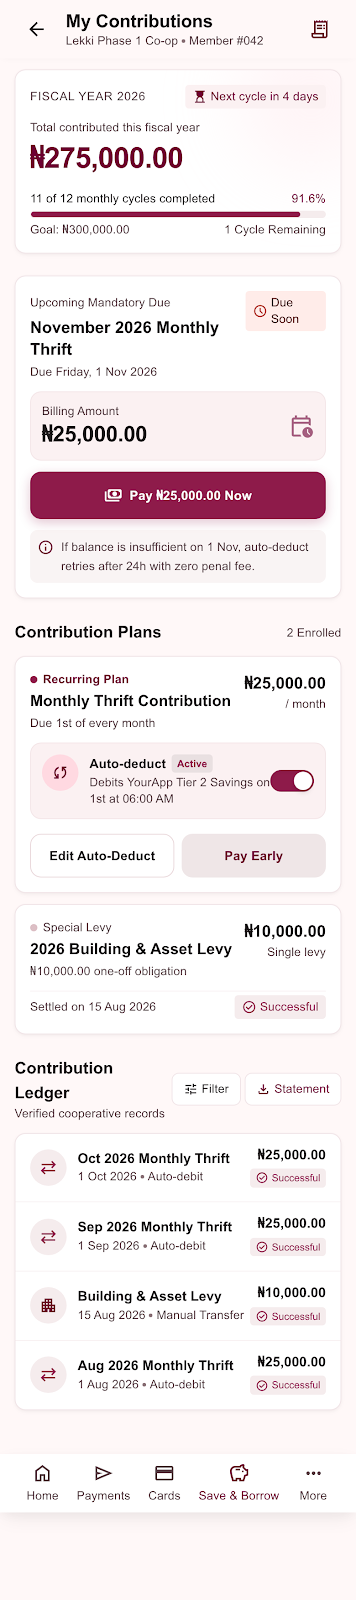 My Contributions
Lekki Phase 1 Co-op • Member #042
FISCAL YEAR 2026
Next cycle in 4 days
Total contributed this fiscal year
₦275,000.00
11 of 12 monthly cycles completed
91.6%
Goal: ₦300,000.00
1 Cycle Remaining
Upcoming Mandatory Due
Due
Soon
November 2026 Monthly
Thrift
Due Friday, 1 Nov 2026
Billing Amount
₦25,000.00
Pay ₦25,000.00 Now
If balance is insufficient on 1 Nov, auto-deduct
retries after 24h with zero penal fee.
Contribution Plans
2 Enrolled
Recurring Plan
₦25,000.00
Monthly Thrift Contribution
/ month
Due 1st of every month
Auto-deduct
Active
Debits YourApp Tier 2 Savings on
1st at 06:00 AM
Edit Auto-Deduct
Pay Early
Special Levy
₦10,000.00
2026 Building & Asset Levy
Single levy
₦10,000.00 one-off obligation
Settled on 15 Aug 2026
Successful
Contribution
Ledger
Filter
Statement
Verified cooperative records
Oct 2026 Monthly Thrift
₦25,000.00
1 Oct 2026 • Auto-debit
Successful
Sep 2026 Monthly Thrift
₦25,000.00
1 Sep 2026 • Auto-debit
Successful
Building & Asset Levy
₦10,000.00
15 Aug 2026 • Manual Transfer
Successful
Aug 2026 Monthly Thrift
₦25,000.00
1 Aug 2026 • Auto-debit
Successful
Home
Payments
Cards
Save & Borrow
More